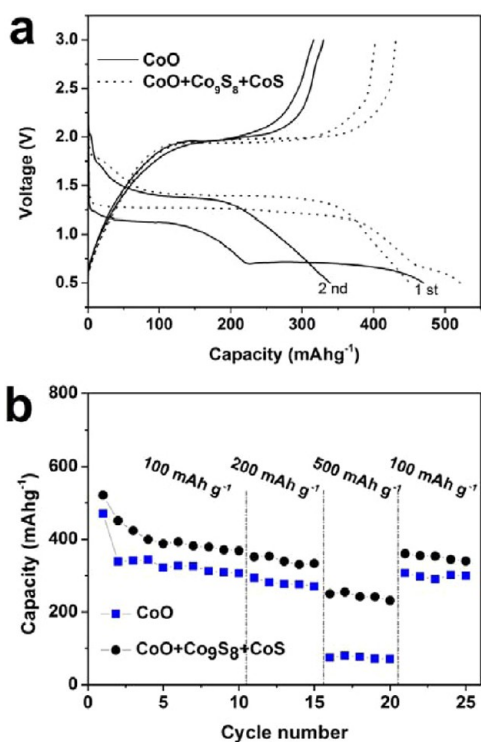 a
3.0
2.5
2.0
1.5
1.0
0.5
Voltage (V)
CoO
CoO+Co₉S₈+CoS
2 nd
1 st
0 100 200 300 400 500
Capacity (mAhg⁻¹)
b
800
600
400
200
0
Capacity (mAhg⁻¹)
100 mAh g⁻¹
200 mAh g⁻¹
500 mAh g⁻¹
100 mAh g⁻¹
CoO
CoO+Co₉S₈+CoS
0 5 10 15 20 25
Cycle number